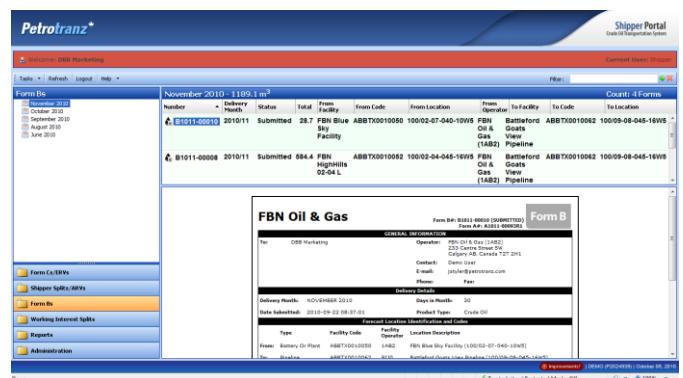 Petrotranz*
Shipper Portal
Crude Oil Transportation System
Welcome: DBB Marketing
Current User: Shipper
Tasks Refresh Logout Help
Filter:
Form Bs
November 2010 - 1189.1 m3
Count: 4 Forms
November 2010
October 2010
September 2010
August 2010
June 2010
Number Delivery Month Status Total From Facility From Code From Location From Operator To Facility To Code To Location
B1011-00010 2010/11 Submitted 28.7 FBN Blue Sky Facility ABBTX0010050 100/02-07-040-10W5 FBN Oil & Gas (1AB2) Battleford Goats View Pipeline ABBTX0010062 100/09-08-045-16W5
B1011-00008 2010/11 Submitted 584.4 FBN HighHills 02-04 L ABBTX0010052 100/02-04-045-16W5 FBN Oil & Gas (1AB2) Battleford Goats View Pipeline ABBTX0010062 100/09-08-045-16W5
FBN Oil & Gas
Form B#: B1011-00010 (SUBMITTED)
Form B
GENERAL INFORMATION
To: DBB Marketing
Operator: FBN Oil & Gas (1AB2)
233 Centre Street SW
Calgary AB. Canada T2T 2H1
Contact: Demo User
E-mail: jstyler@petrotranz.com
Phone: Fax:
Delivery Details
Delivery Month: NOVEMBER 2010
Days in Month: 30
Date Submitted: 2010-09-22 08:37:01
Product Type: Crude Oil
Forecast Location Identification and Codes
Type Facility Code Facility Operator Location Description
From: Battery Or Plant ABBTX0010050 1AB2 FBN Blue Sky Facility (100/02-07-040-10W5)
Form Cs/ERVs
Shipper Splits/ARVs
Form Bs
Working Interest Splits
Reports
Administration
Improvements?
October 05, 2010